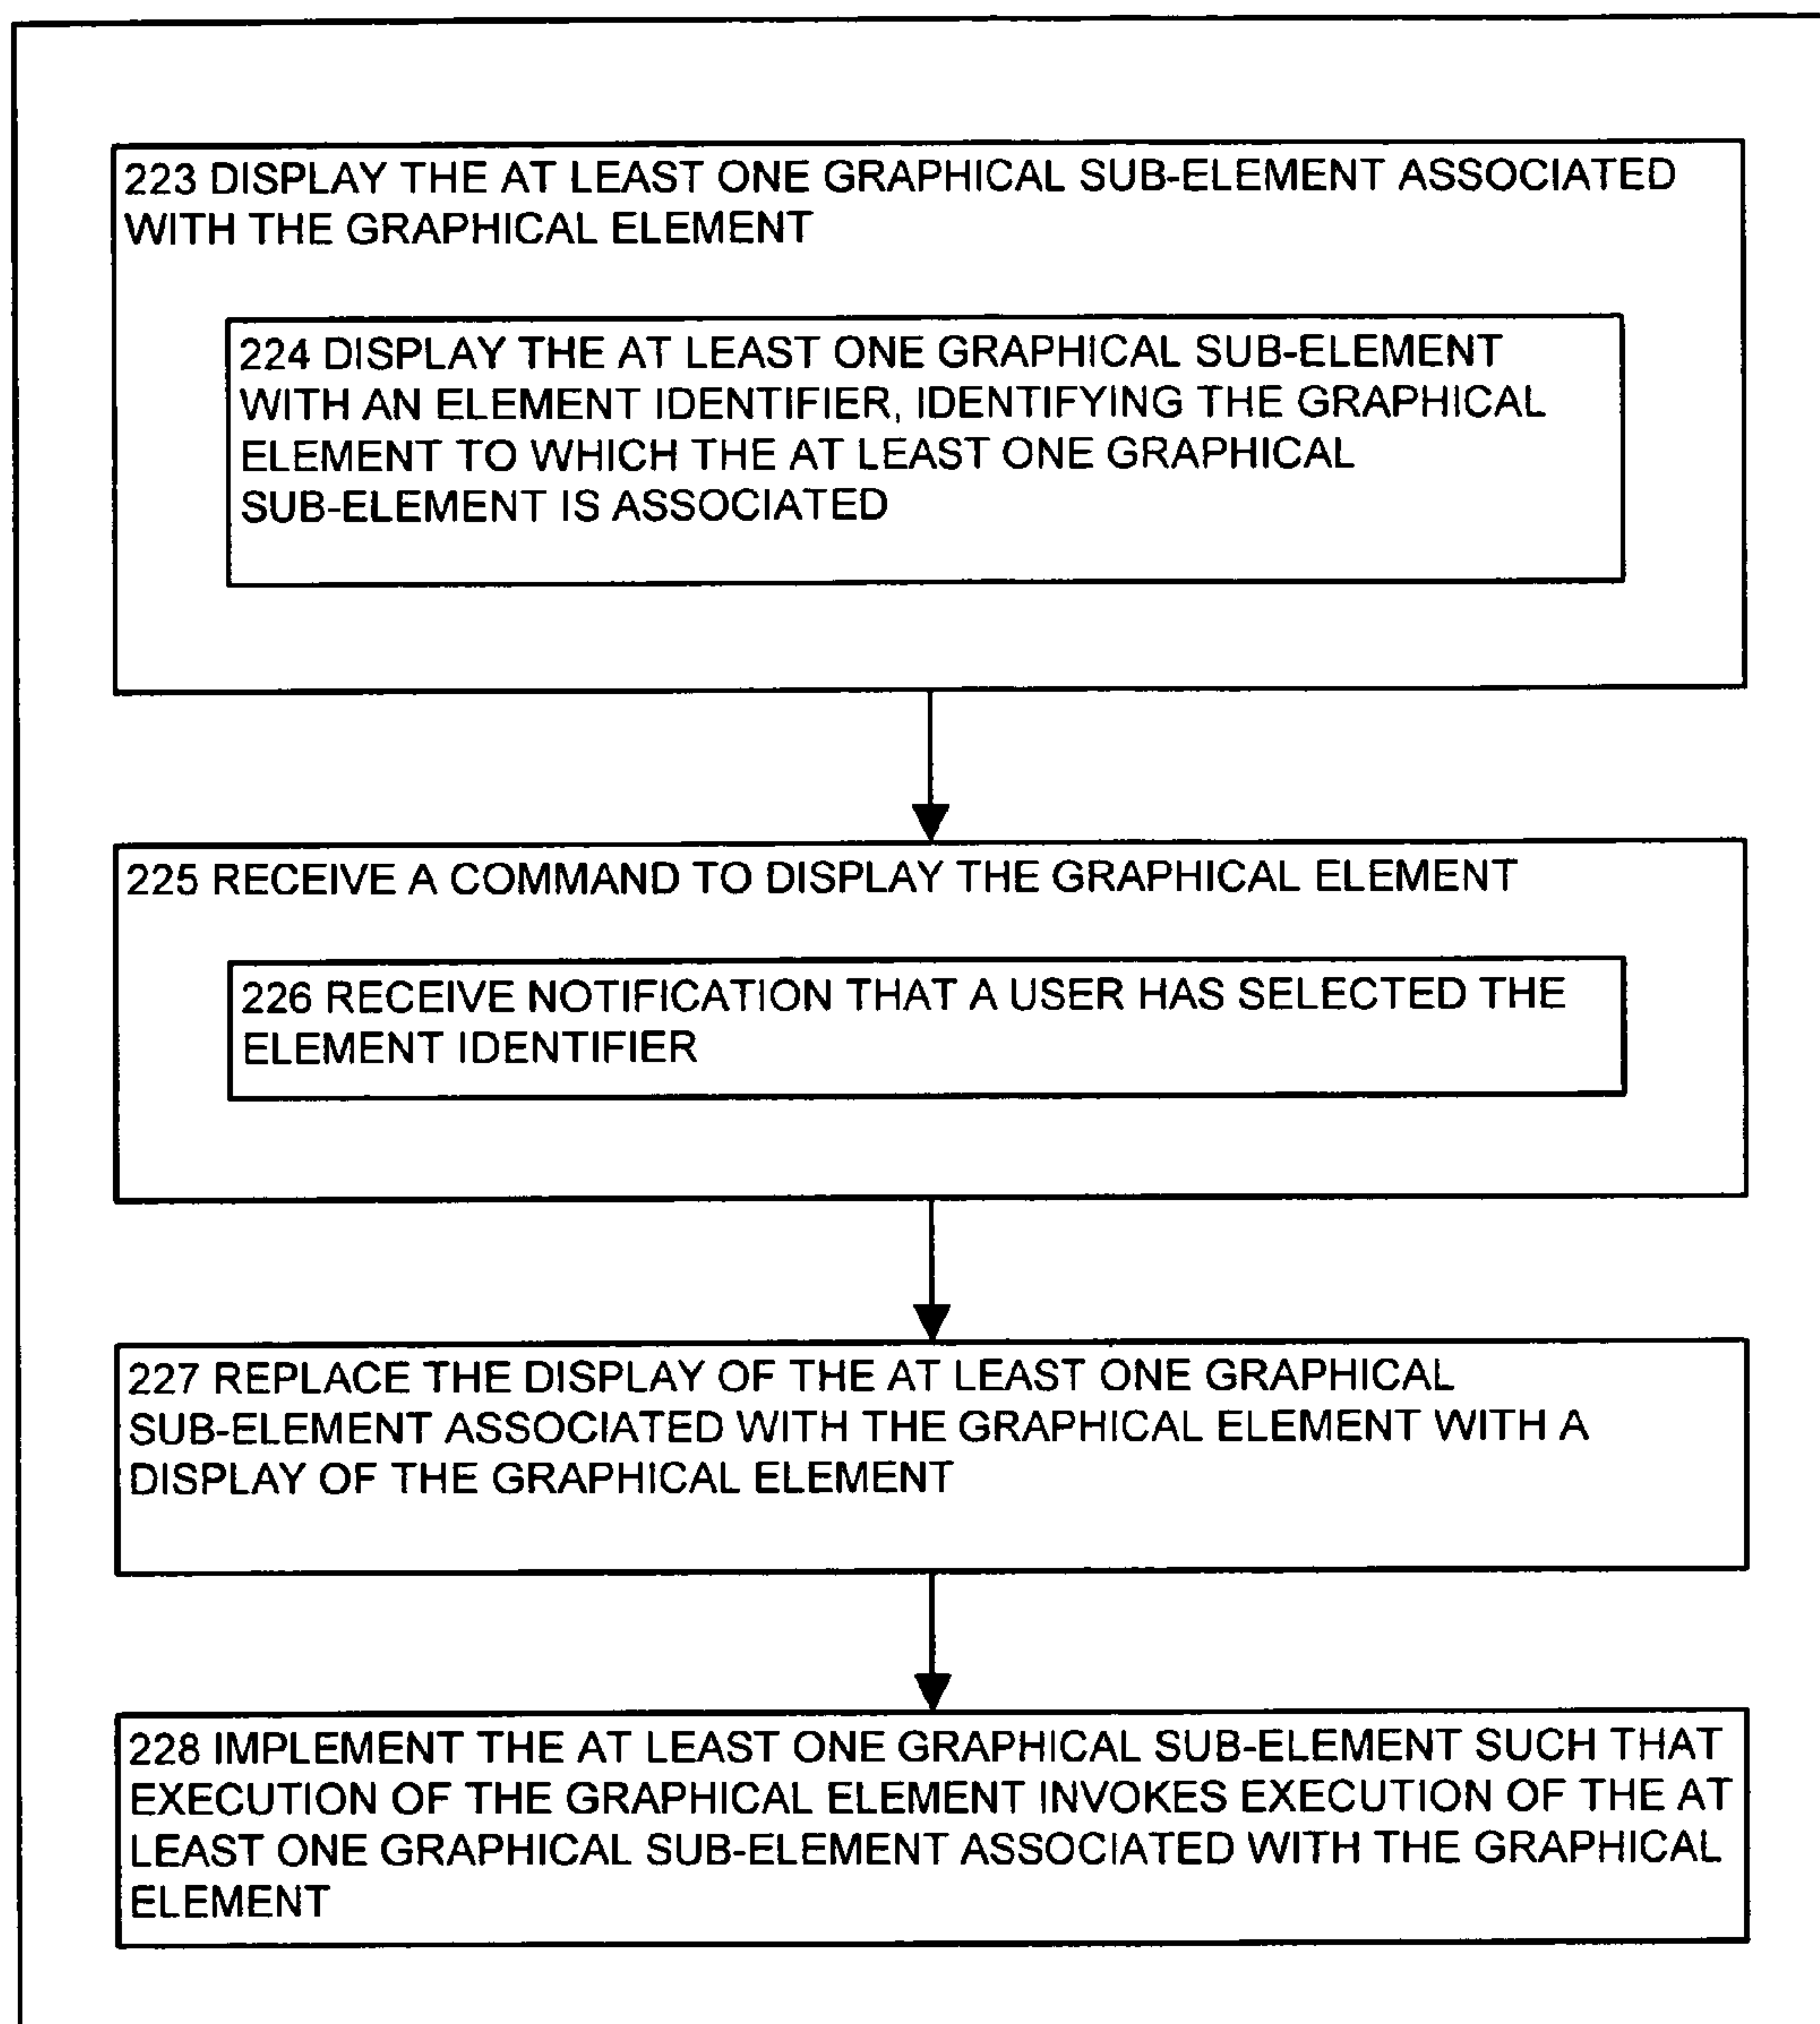 223 DISPLAY THE AT LEAST ONE GRAPHICAL SUB-ELEMENT ASSOCIATED
WITH THE GRAPHICAL ELEMENT
224 DISPLAY THE AT LEAST ONE GRAPHICAL SUB-ELEMENT
WITH AN ELEMENT IDENTIFIER, IDENTIFYING THE GRAPHICAL
ELEMENT TO WHICH THE AT LEAST ONE GRAPHICAL
SUB-ELEMENT IS ASSOCIATED
225 RECEIVE A COMMAND TO DISPLAY THE GRAPHICAL ELEMENT
226 RECEIVE NOTIFICATION THAT A USER HAS SELECTED THE
ELEMENT IDENTIFIER
227 REPLACE THE DISPLAY OF THE AT LEAST ONE GRAPHICAL
SUB-ELEMENT ASSOCIATED WITH THE GRAPHICAL ELEMENT WITH A
DISPLAY OF THE GRAPHICAL ELEMENT
228 IMPLEMENT THE AT LEAST ONE GRAPHICAL SUB-ELEMENT SUCH THAT
EXECUTION OF THE GRAPHICAL ELEMENT INVOKES EXECUTION OF THE AT
LEAST ONE GRAPHICAL SUB-ELEMENT ASSOCIATED WITH THE GRAPHICAL
ELEMENT